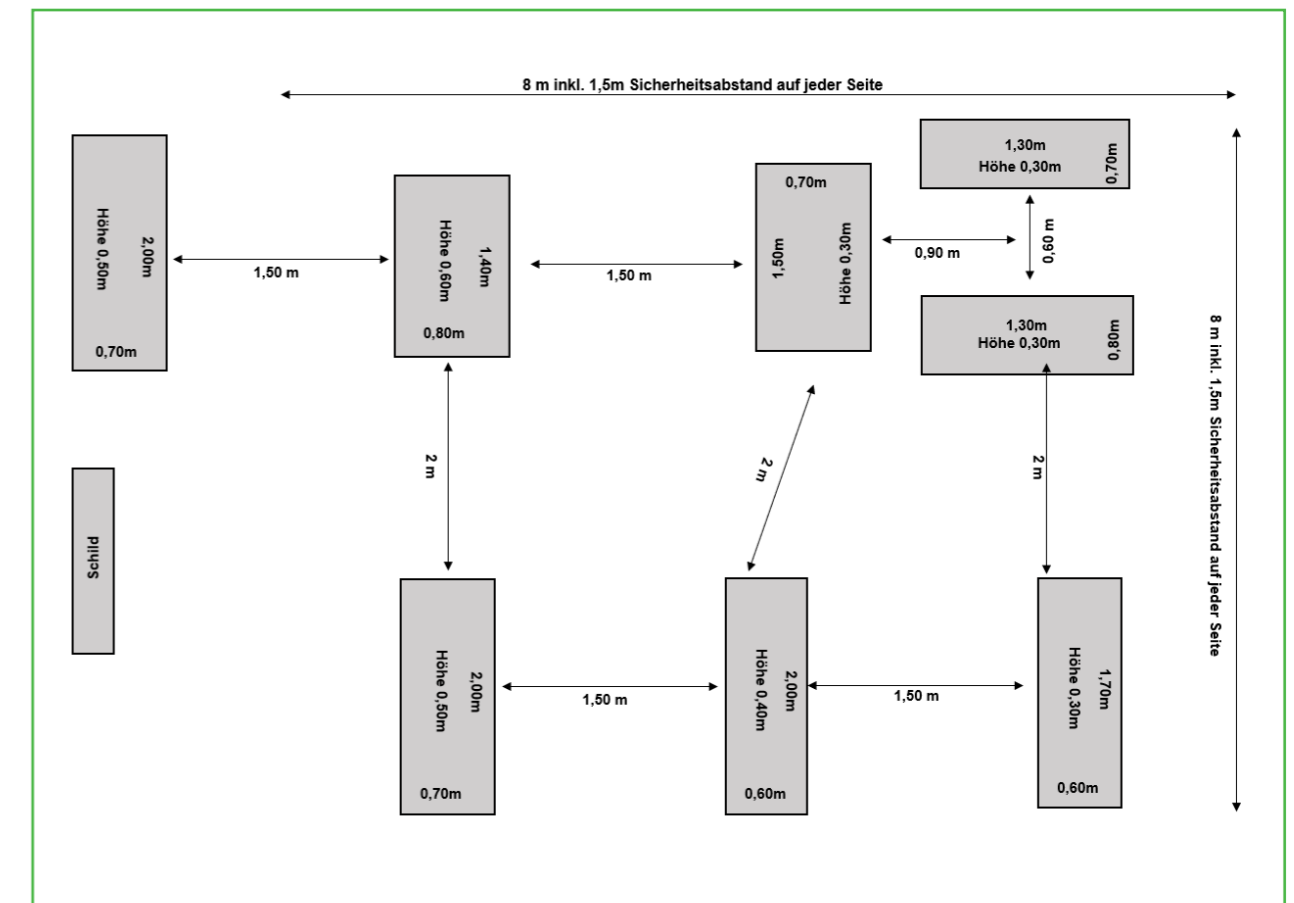 8 m inkl. 1,5m Sicherheitsabstand auf jeder Seite
2,00m
Höhe 0,50m
0,70m
1,50 m
1,40m
Höhe 0,60m
0,80m
1,50 m
0,70m
1,50m
Höhe 0,30m
0,90 m
1,30m
Höhe 0,30m
0,70m
0,60 m
1,30m
Höhe 0,30m
0,80m
8 m inkl. 1,5m Sicherheitsabstand auf jeder Seite
2 m
2 m
2 m
Schild
2,00m
Höhe 0,50m
0,70m
1,50 m
2,00m
Höhe 0,40m
0,60m
1,50 m
1,70m
Höhe 0,30m
0,60m